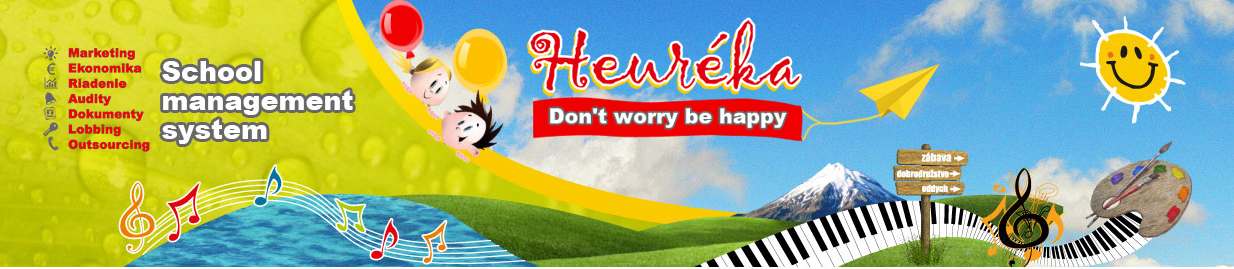 Marketing
Ekonomika
Riadenie
Audity
Dokumenty
Lobbing
Outsourcing
School
management
system
Heuréka
Don't worry be happy
zábava
dobrodružstvo
oddych